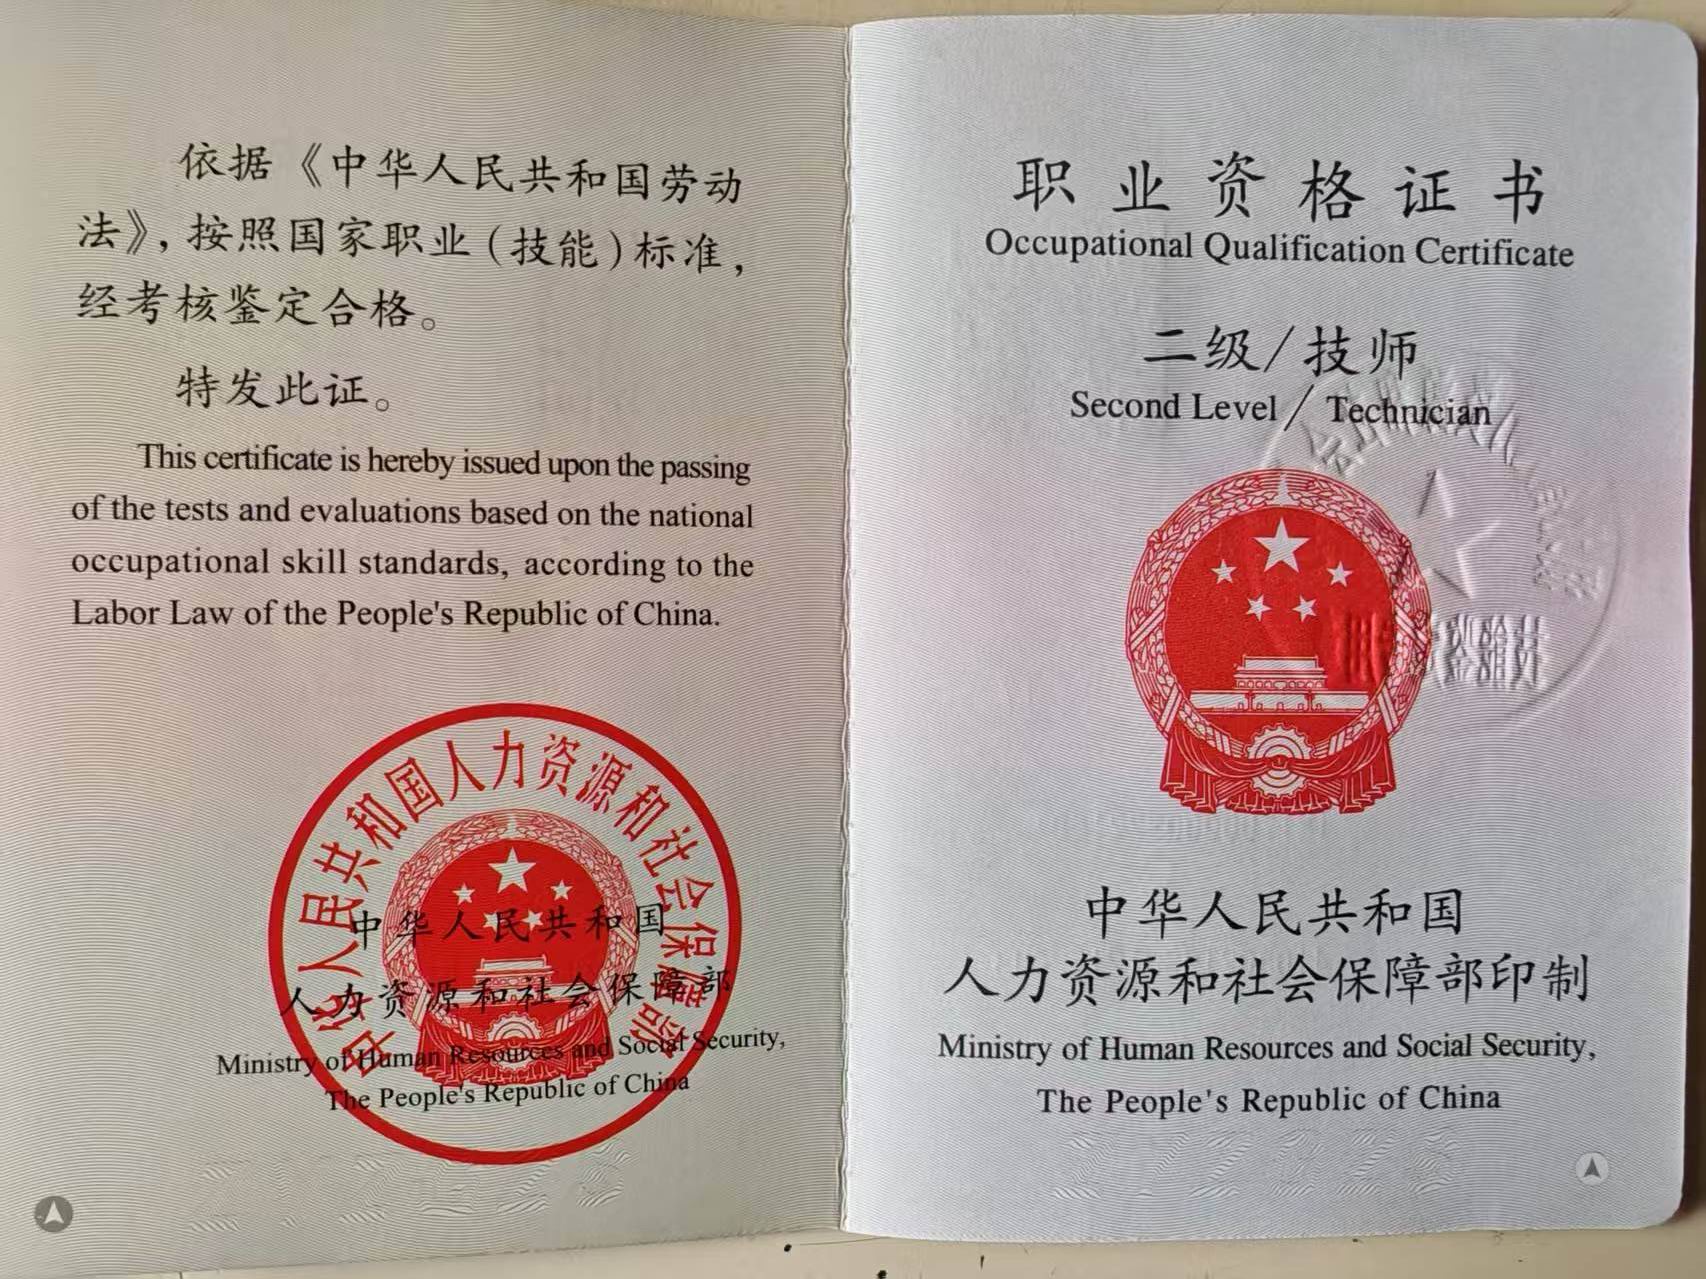 依据《中华人民共和国劳动
法》，按照国家职业（技能）标准，
经考核鉴定合格。
特发此证。
This certificate is hereby issued upon the passing
of the tests and evaluations based on the national
occupational skill standards, according to the
Labor Law of the People's Republic of China.
中华人民共和国人力资源和社会保障部
中华人民共和国
人力资源和社会保障部
Ministry of Human Resources and Social Security,
The People's Republic of China
职业资格证书
Occupational Qualification Certificate
二级/技师
Second Level / Technician
中华人民共和国
人力资源和社会保障部印制
Ministry of Human Resources and Social Security,
The People's Republic of China